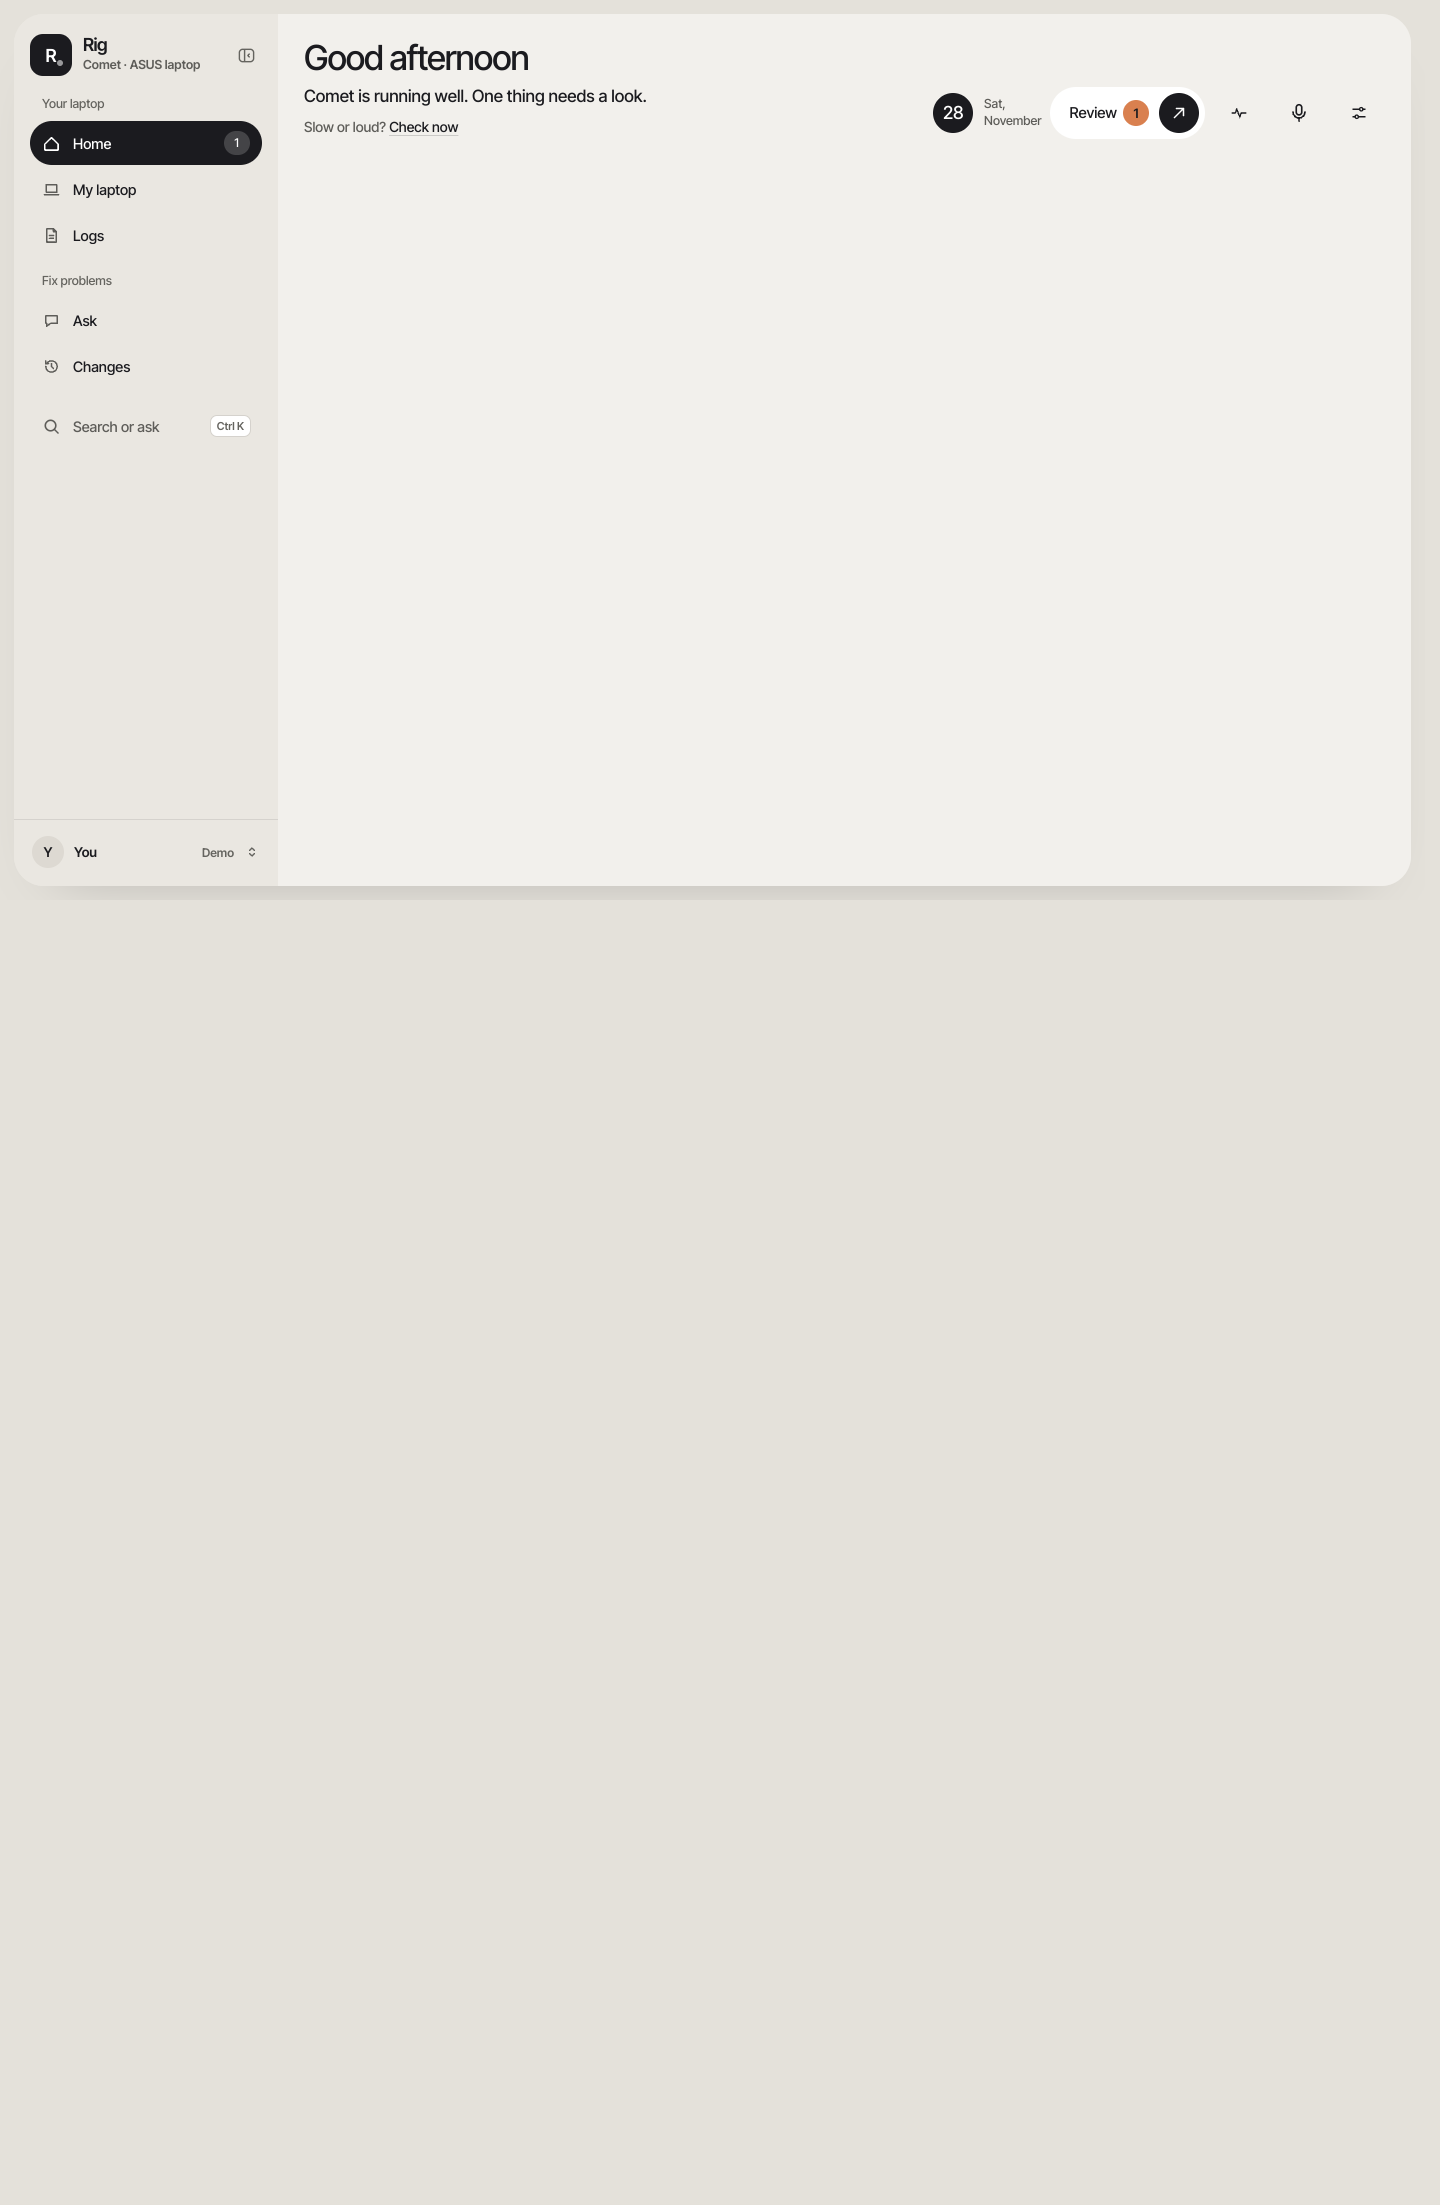 R
Rig
Comet · ASUS laptop
Your laptop
Home
1
My laptop
Logs
Fix problems
Ask
Changes
Search or ask
Ctrl K
Y
You
Demo
Good afternoon
Comet is running well. One thing needs a look.
Slow or loud? Check now
28
Sat,
November
Review
1